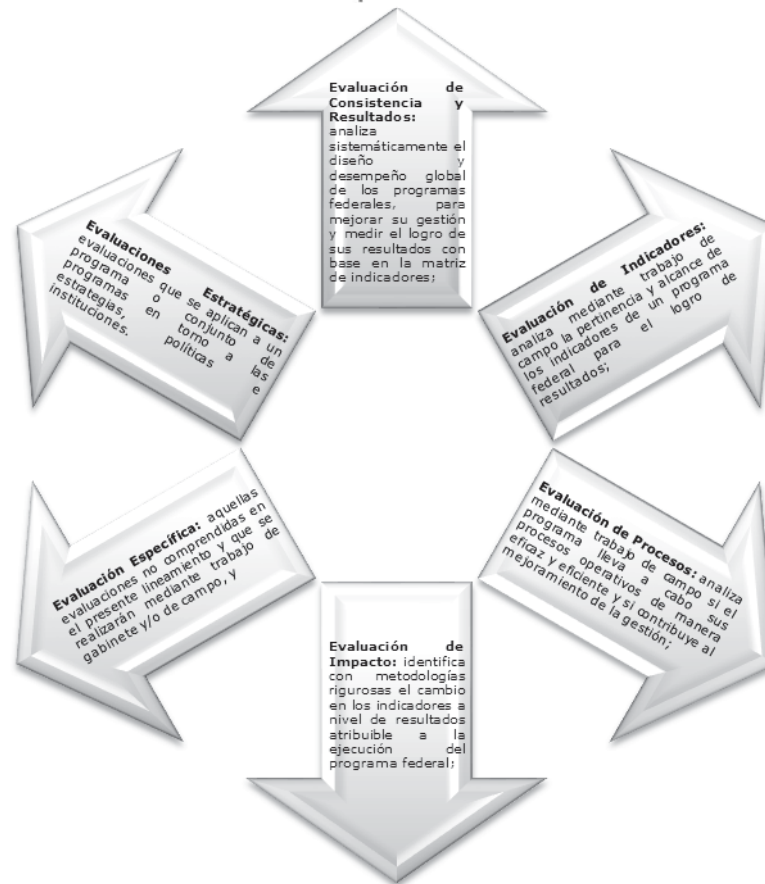 Evaluación de
Consistencia y
Resultados:
analiza
sistemáticamente el
diseño y
desempeño global
de los programas
federales, para
mejorar su gestión
y medir el logro de
sus resultados con
base en la matriz
de indicadores;
Evaluación de Indicadores:
analiza mediante trabajo de
campo la pertinencia y alcance de
los indicadores de un programa
federal para el logro de
resultados;
Evaluación de Procesos: analiza
mediante trabajo de campo si el
programa lleva a cabo sus
procesos operativos de manera
eficaz y eficiente y si contribuye al
mejoramiento de la gestión;
Evaluación de
Impacto: identifica
con metodologías
rigurosas el cambio
en los indicadores a
nivel de resultados
atribuible a la
ejecución del
programa federal;
Evaluación Específica: aquellas
evaluaciones no comprendidas en
el presente lineamiento y que se
realizarán mediante trabajo de
gabinete y/o de campo, y
Evaluaciones Estratégicas:
evaluaciones que se aplican a un
programa o conjunto de
programas en torno a las
estrategias, políticas e
instituciones.